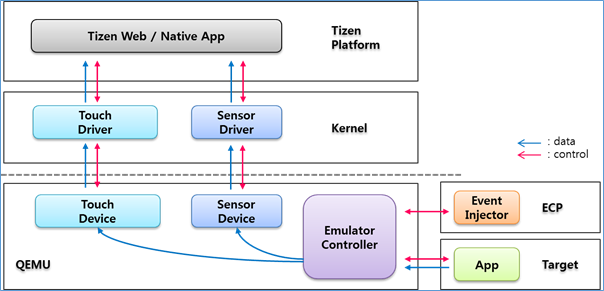 Tizen Web / Native App
Tizen
Platform
Touch
Driver
Sensor
Driver
Kernel
: data
: control
Touch
Device
Sensor
Device
Emulator
Controller
Event
Injector
ECP
QEMU
App
Target